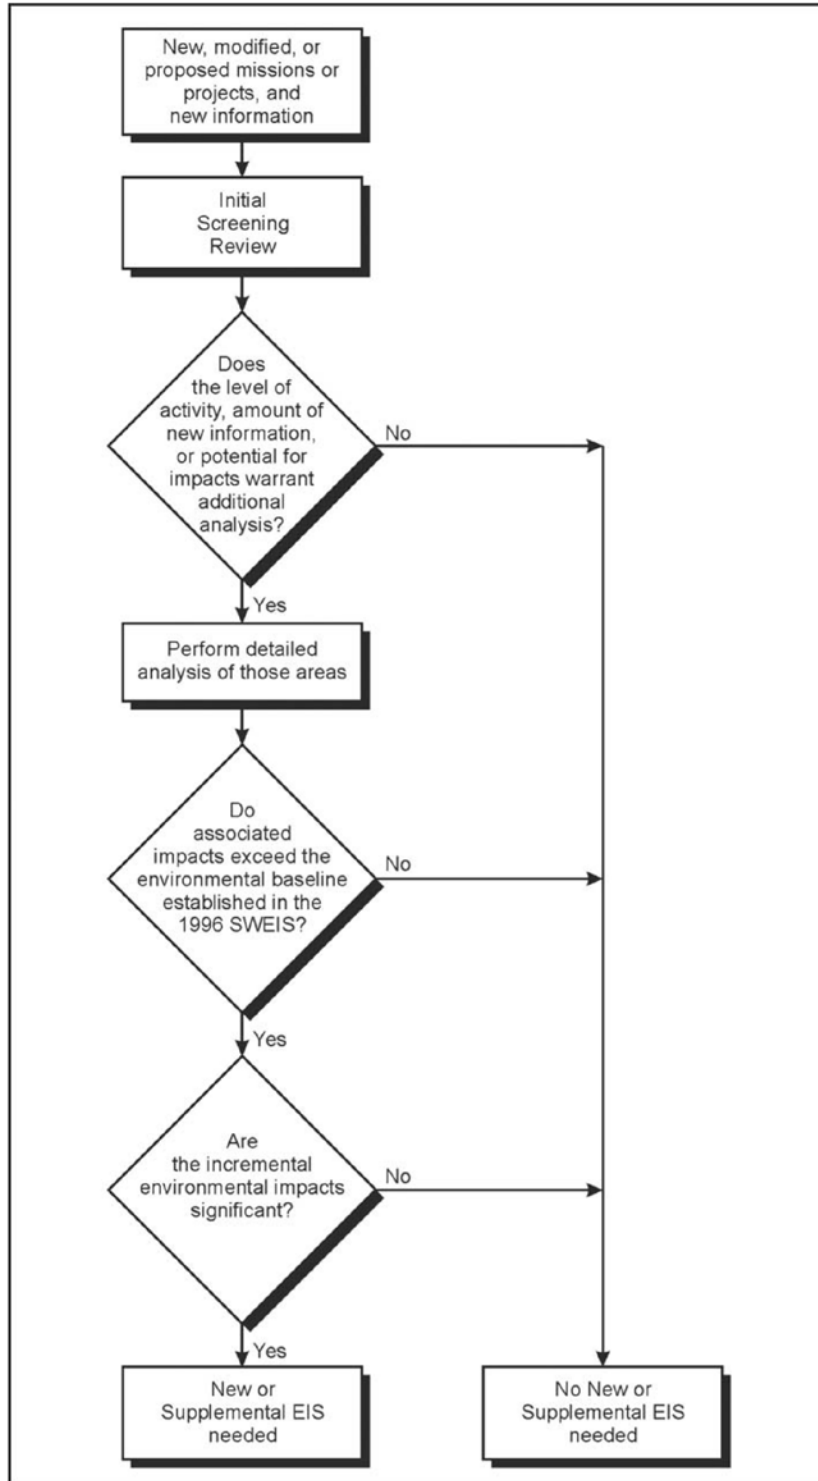 New, modified, or
proposed missions or
projects, and
new information
Initial
Screening
Review
Does
the level of
activity, amount of
new information,
or potential for
impacts warrant
additional
analysis?
No
Yes
Perform detailed
analysis of those areas
Do
associated
impacts exceed the
environmental baseline
established in the
1996 SWEIS?
No
Yes
Are
the incremental
environmental impacts
significant?
No
Yes
New or
Supplemental EIS
needed
No New or
Supplemental EIS
needed